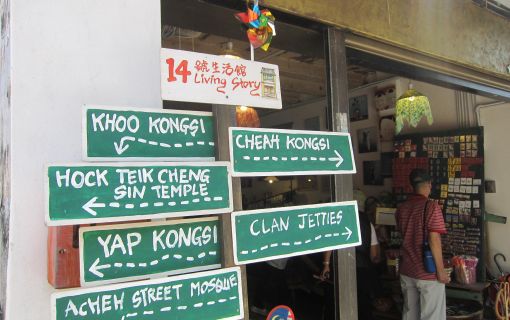 14 號生活館
Living Story
KHOO KONGSI
CHEAH KONGSI
HOCK TEIK CHENG
SIN TEMPLE
CLAN JETTIES
YAP KONGSI
ACHEH STREET MOSQUE